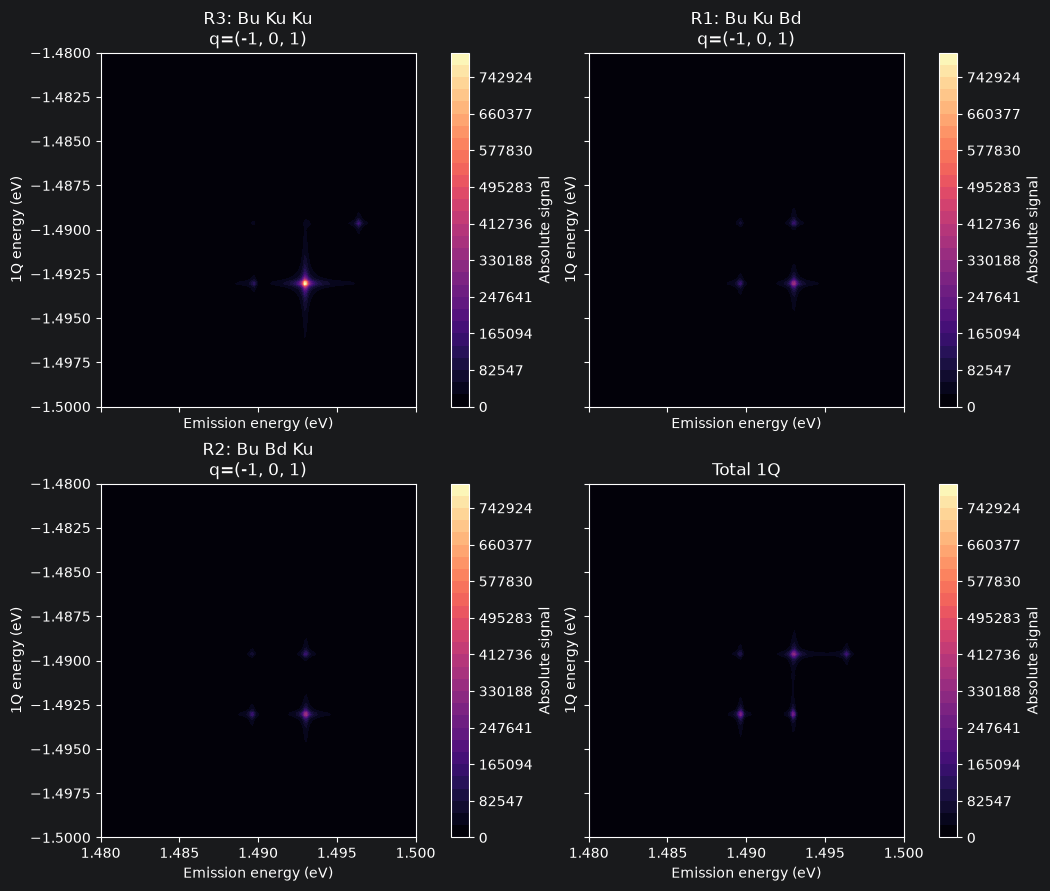 R3: Bu Ku Ku
q=(-1, 0, 1)
−1.4800
−1.4825
−1.4850
−1.4875
−1.4900
−1.4925
−1.4950
−1.4975
−1.5000
1Q energy (eV)
Emission energy (eV)
742924
660377
577830
495283
412736
330188
247641
165094
82547
0
Absolute signal
R1: Bu Ku Bd
q=(-1, 0, 1)
1Q energy (eV)
Emission energy (eV)
742924
660377
577830
495283
412736
330188
247641
165094
82547
0
Absolute signal
R2: Bu Bd Ku
q=(-1, 0, 1)
−1.4800
−1.4825
−1.4850
−1.4875
−1.4900
−1.4925
−1.4950
−1.4975
−1.5000
1Q energy (eV)
1.480 1.485 1.490 1.495 1.500
Emission energy (eV)
742924
660377
577830
495283
412736
330188
247641
165094
82547
0
Absolute signal
Total 1Q
1Q energy (eV)
1.480 1.485 1.490 1.495 1.500
Emission energy (eV)
742924
660377
577830
495283
412736
330188
247641
165094
82547
0
Absolute signal